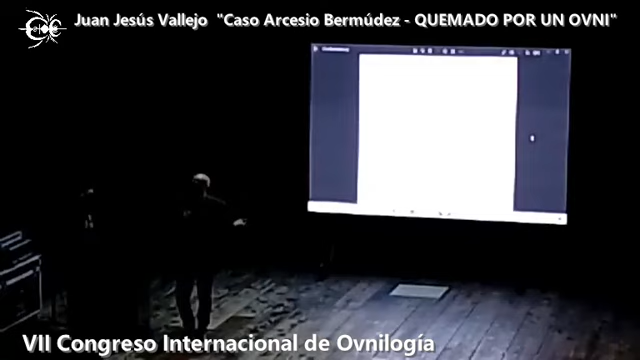 Juan Jesús Vallejo "Caso Arcesio Bermúdez - QUEMADO POR UN OVNI"
VII Congreso Internacional de Ovnilogía